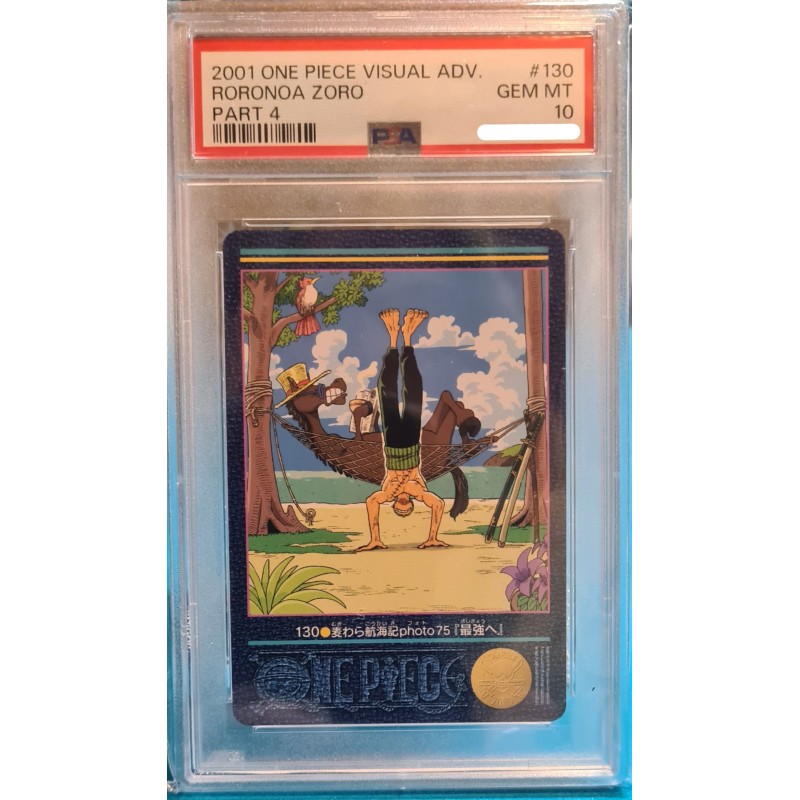 2001 ONE PIECE VISUAL ADV. #130
RORONOA ZORO GEM MT
PART 4 10
PSA
130●麦わら航海記photo75『最強へ』
ONE PIECE